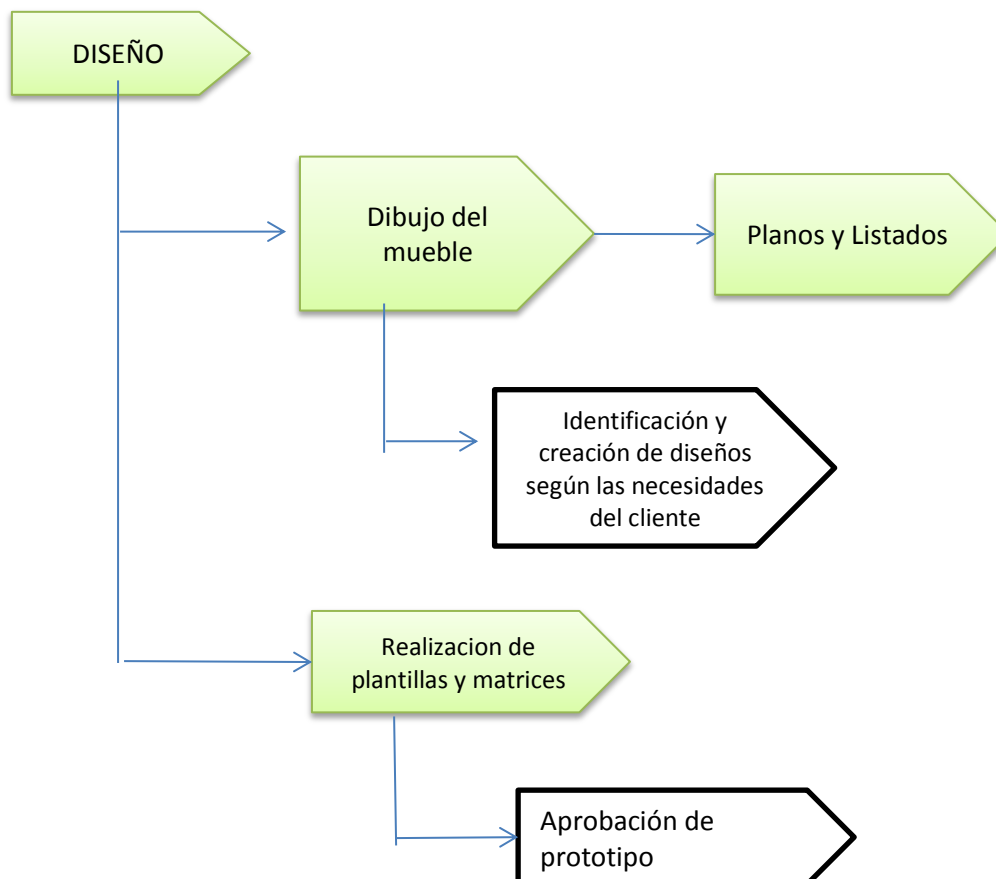 DISEÑO
Dibujo del
mueble
Planos y Listados
Identificación y
creación de diseños
según las necesidades
del cliente
Realizacion de
plantillas y matrices
Aprobación de
prototipo